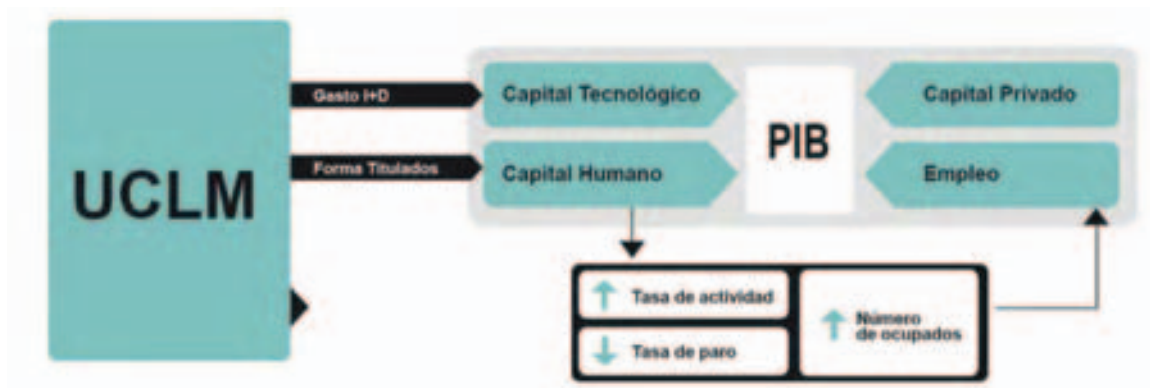 UCLM
Gasto I+D
Forma Titulados
Capital Tecnológico
Capital Humano
PIB
Capital Privado
Empleo
Tasa de actividad
Tasa de paro
Número
de ocupados